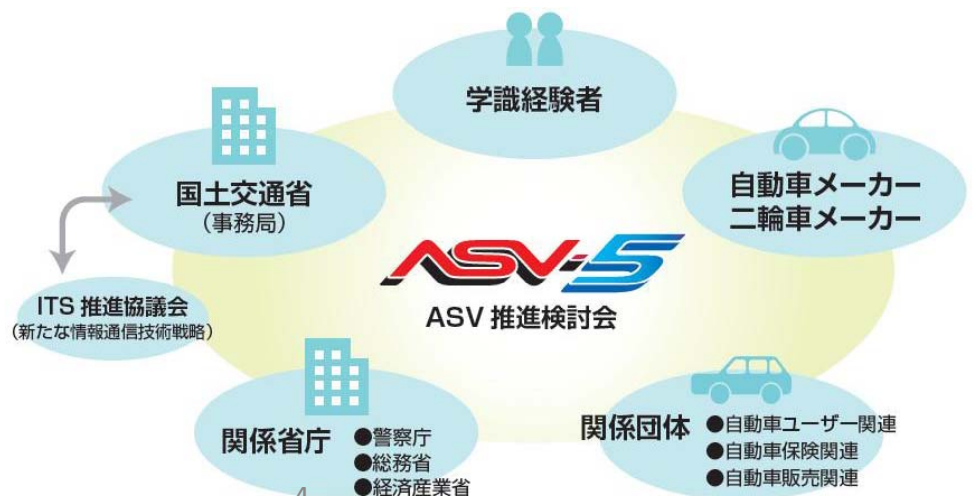 学識経験者
国土交通省
(事務局)
自動車メーカー
二輪車メーカー
ASV-5
ASV 推進検討会
ITS 推進協議会
(新たな情報通信技術戦略)
関係省庁
●警察庁
●総務省
●経済産業省
関係団体
●自動車ユーザー関連
●自動車保険関連
●自動車販売関連